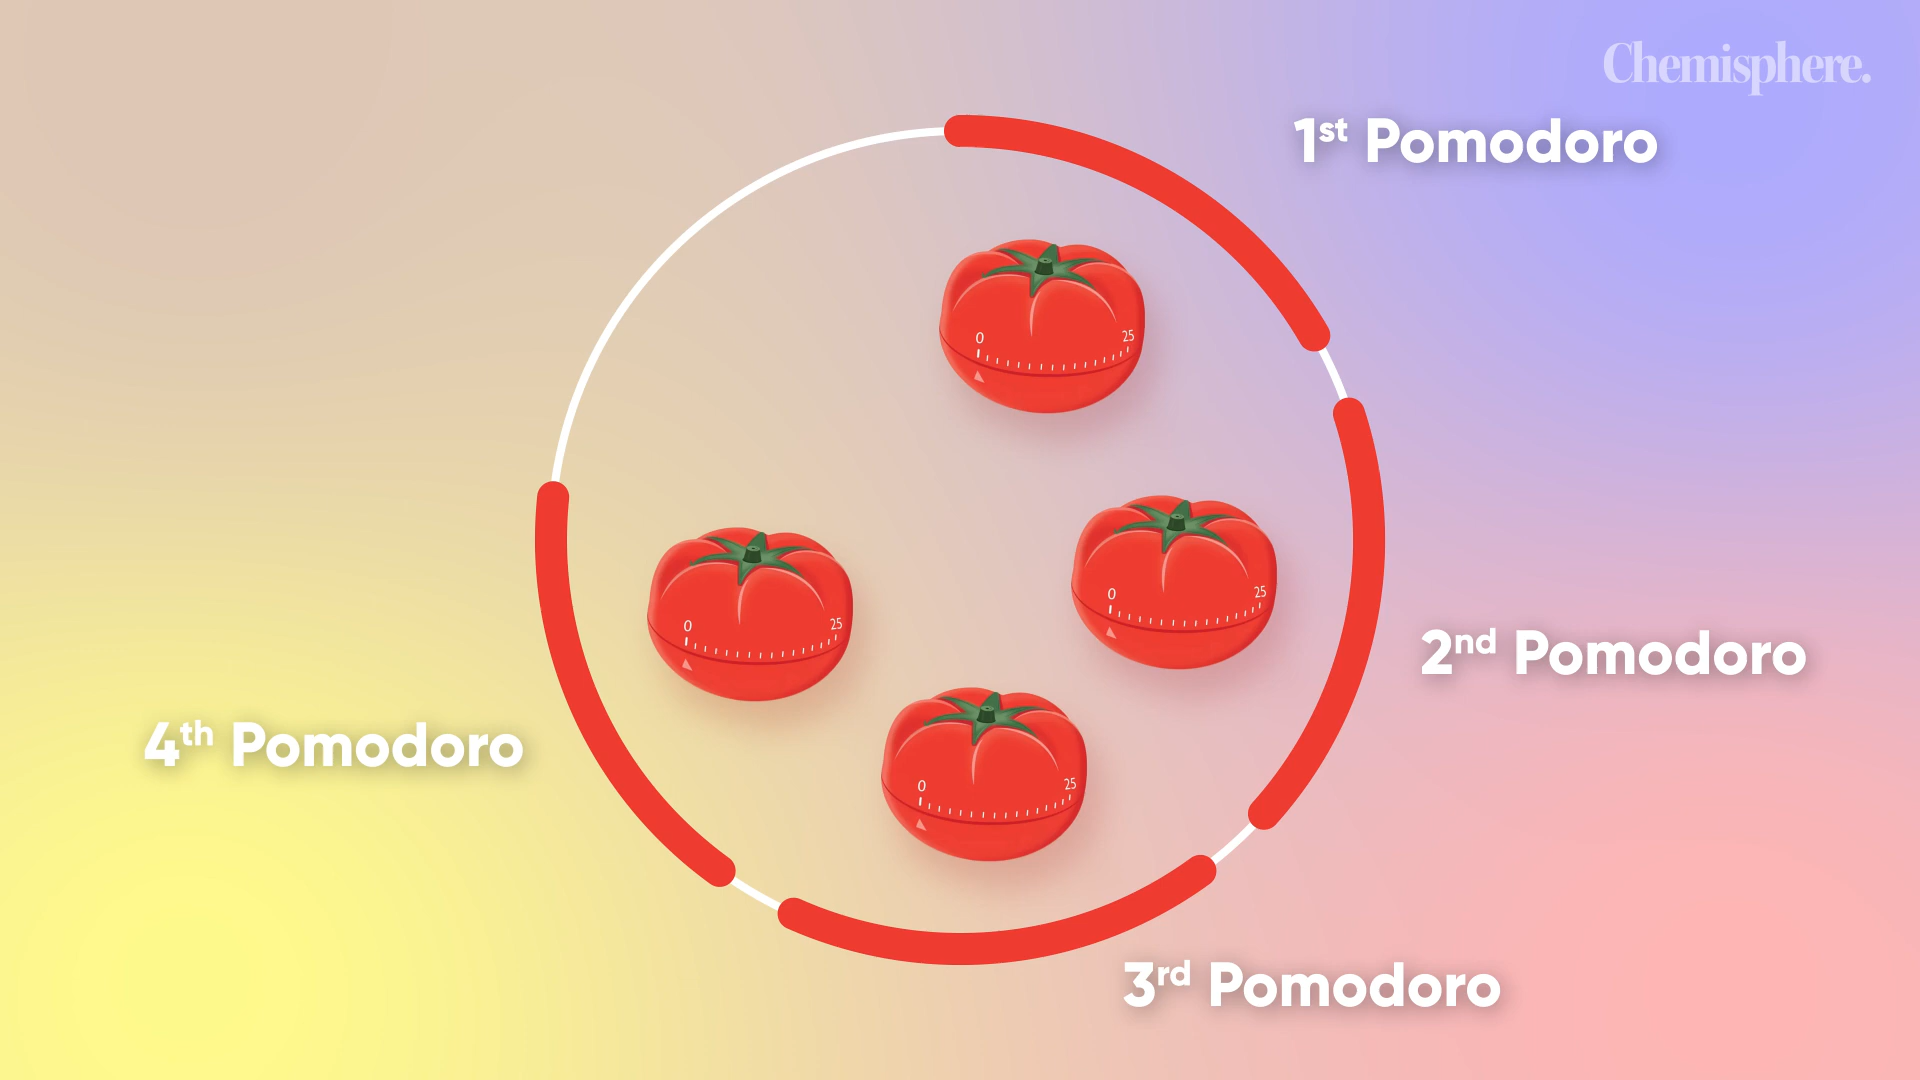 Chemisphere.
1st Pomodoro
0 25
0 25
2nd Pomodoro
0 25
4th Pomodoro
0 25
3rd Pomodoro